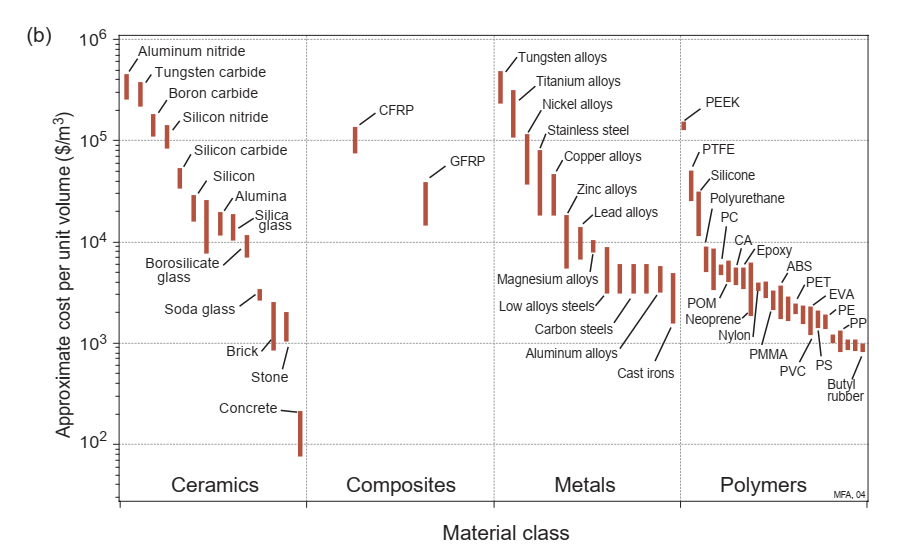 (b)
Approximate cost per unit volume ($/m³)
10⁶
10⁵
10⁴
10³
10²
Aluminum nitride
Tungsten carbide
Boron carbide
Silicon nitride
Silicon carbide
Silicon
Alumina
Silica
glass
Borosilicate
glass
Soda glass
Brick
Stone
Concrete
CFRP
GFRP
Tungsten alloys
Titanium alloys
Nickel alloys
Stainless steel
Copper alloys
Zinc alloys
Lead alloys
Magnesium alloys
Low alloys steels
Carbon steels
Aluminum alloys
Cast irons
PEEK
PTFE
Silicone
Polyurethane
PC
CA
Epoxy
ABS
PET
EVA
PE
PP
POM
Neoprene
Nylon
PMMA
PVC
PS
Butyl
rubber
Ceramics
Composites
Metals
Polymers
MFA, 04
Material class